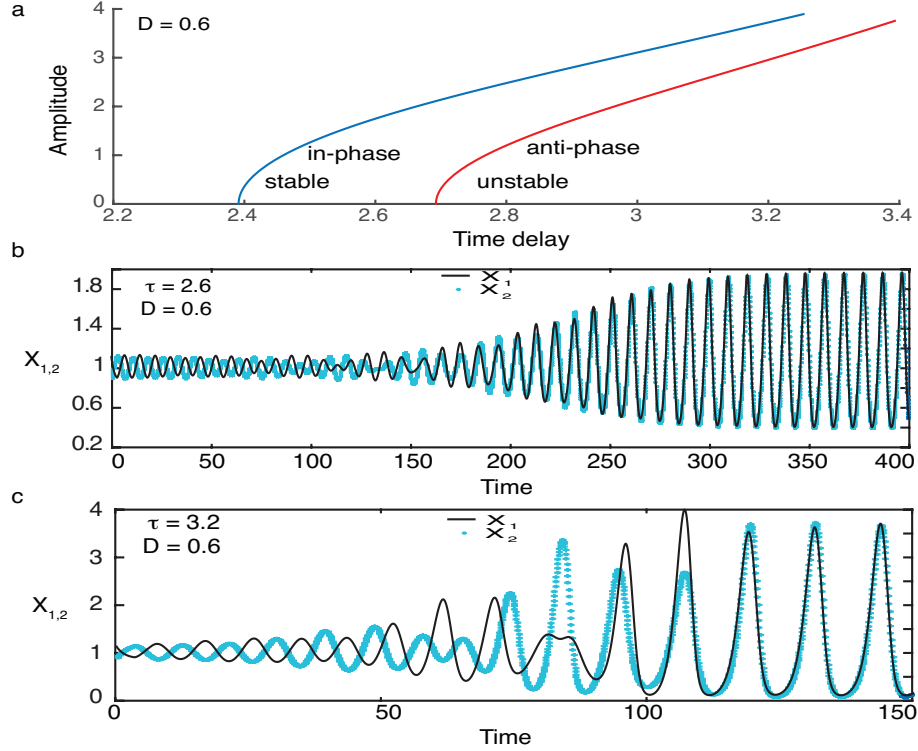 a
D = 0.6
4
3
2
1
0
Amplitude
in-phase
stable
anti-phase
unstable
2.2 2.4 2.6 2.8 3 3.2 3.4
Time delay
b
τ = 2.6
D = 0.6
X1
X2
1.8
1.4
1
0.6
0.2
X1,2
0 50 100 150 200 250 300 350 400
Time
c
τ = 3.2
D = 0.6
X1
X2
4
3
2
1
0
X1,2
0 50 100 150
Time